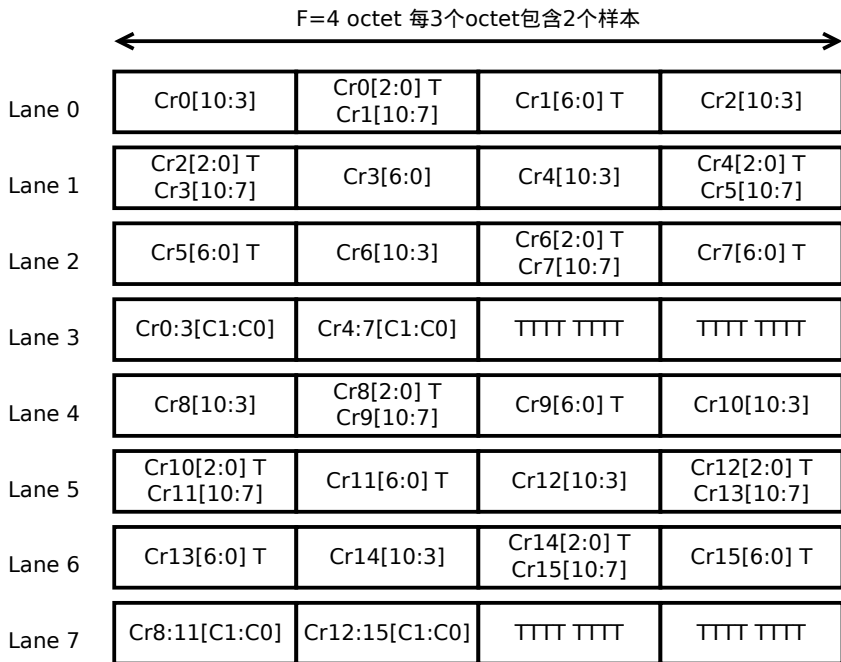 F=4 octet 每3个octet包含2个样本
Lane 0
Cr0[10:3]
Cr0[2:0] T
Cr1[10:7]
Cr1[6:0] T
Cr2[10:3]
Lane 1
Cr2[2:0] T
Cr3[10:7]
Cr3[6:0]
Cr4[10:3]
Cr4[2:0] T
Cr5[10:7]
Lane 2
Cr5[6:0] T
Cr6[10:3]
Cr6[2:0] T
Cr7[10:7]
Cr7[6:0] T
Lane 3
Cr0:3[C1:C0]
Cr4:7[C1:C0]
TTTT TTTT
TTTT TTTT
Lane 4
Cr8[10:3]
Cr8[2:0] T
Cr9[10:7]
Cr9[6:0] T
Cr10[10:3]
Lane 5
Cr10[2:0] T
Cr11[10:7]
Cr11[6:0] T
Cr12[10:3]
Cr12[2:0] T
Cr13[10:7]
Lane 6
Cr13[6:0] T
Cr14[10:3]
Cr14[2:0] T
Cr15[10:7]
Cr15[6:0] T
Lane 7
Cr8:11[C1:C0]
Cr12:15[C1:C0]
TTTT TTTT
TTTT TTTT